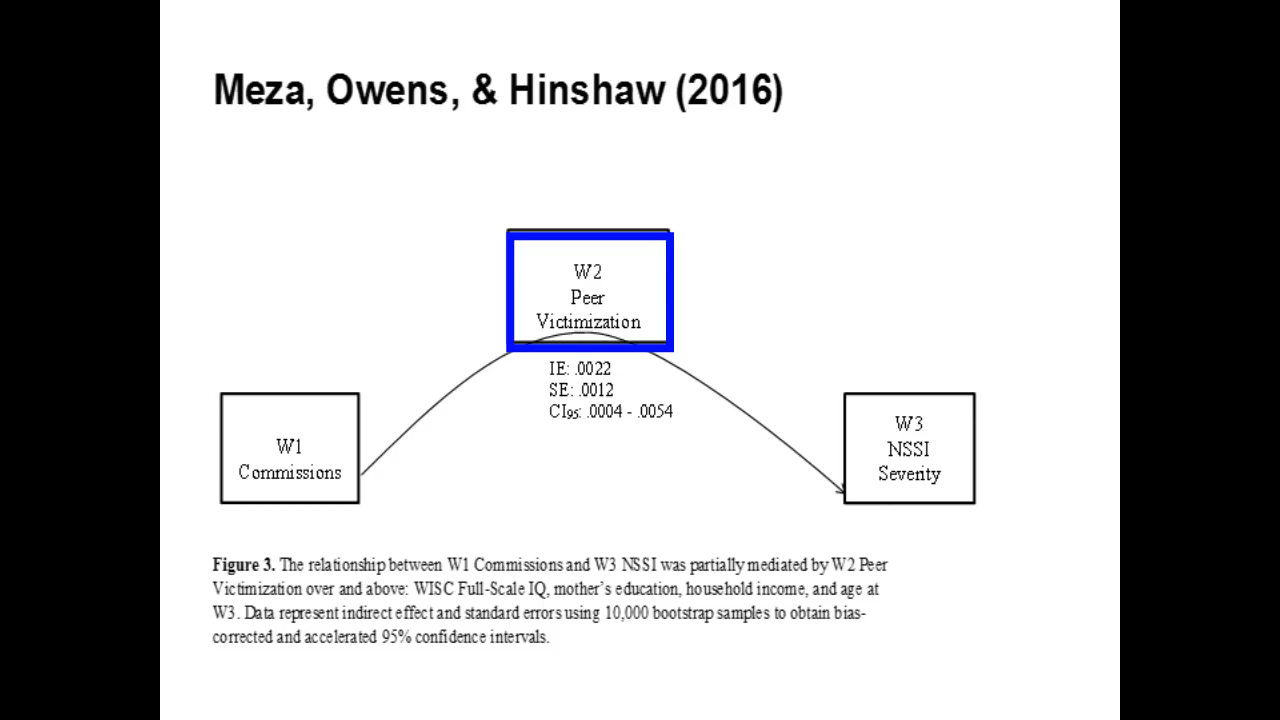 Meza, Owens, & Hinshaw (2016)
W2
Peer
Victimization
IE: .0022
SE: .0012
CI95: .0004 - .0054
W1
Commissions
W3
NSSI
Severity
Figure 3. The relationship between W1 Commissions and W3 NSSI was partially mediated by W2 Peer
Victimization over and above: WISC Full-Scale IQ, mother's education, household income, and age at
W3. Data represent indirect effect and standard errors using 10,000 bootstrap samples to obtain bias-
corrected and accelerated 95% confidence intervals.